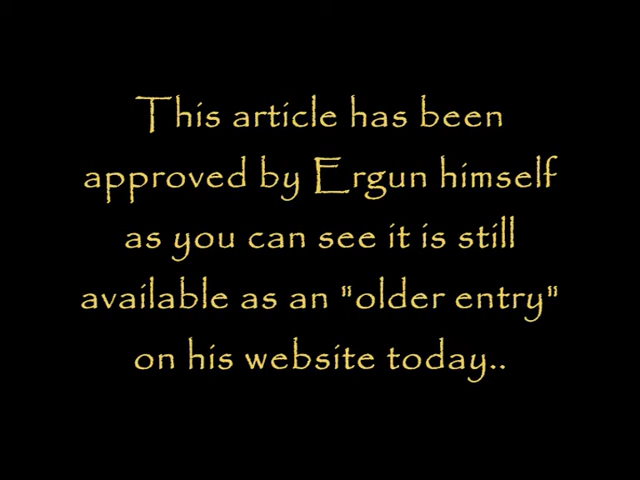 This article has been
approved by Ergun himself
as you can see it is still
available as an "older entry"
on his website today..